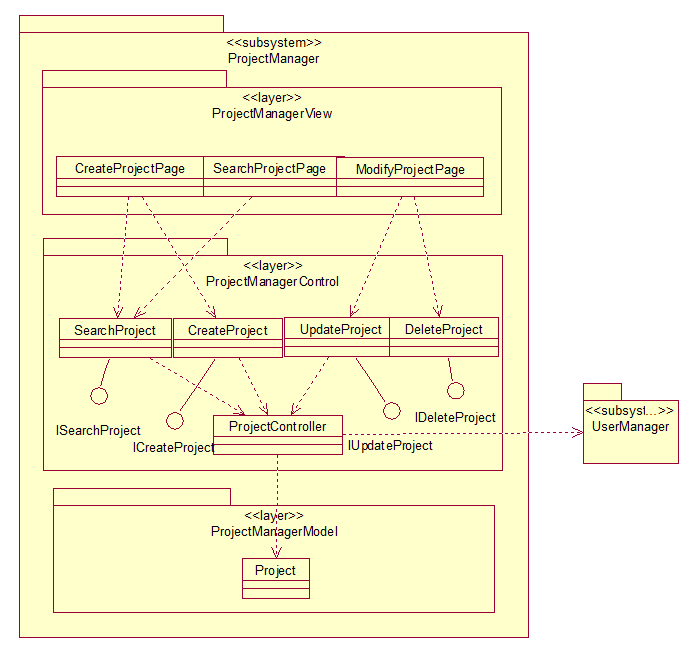 <<subsystem>>
ProjectManager
<<layer>>
ProjectManagerView
CreateProjectPage
SearchProjectPage
ModifyProjectPage
<<layer>>
ProjectManagerControl
SearchProject
CreateProject
UpdateProject
DeleteProject
ISearchProject
ICreateProject
ProjectController
IUpdateProject
IDeleteProject
<<subsyst...>>
UserManager
<<layer>>
ProjectManagerModel
Project